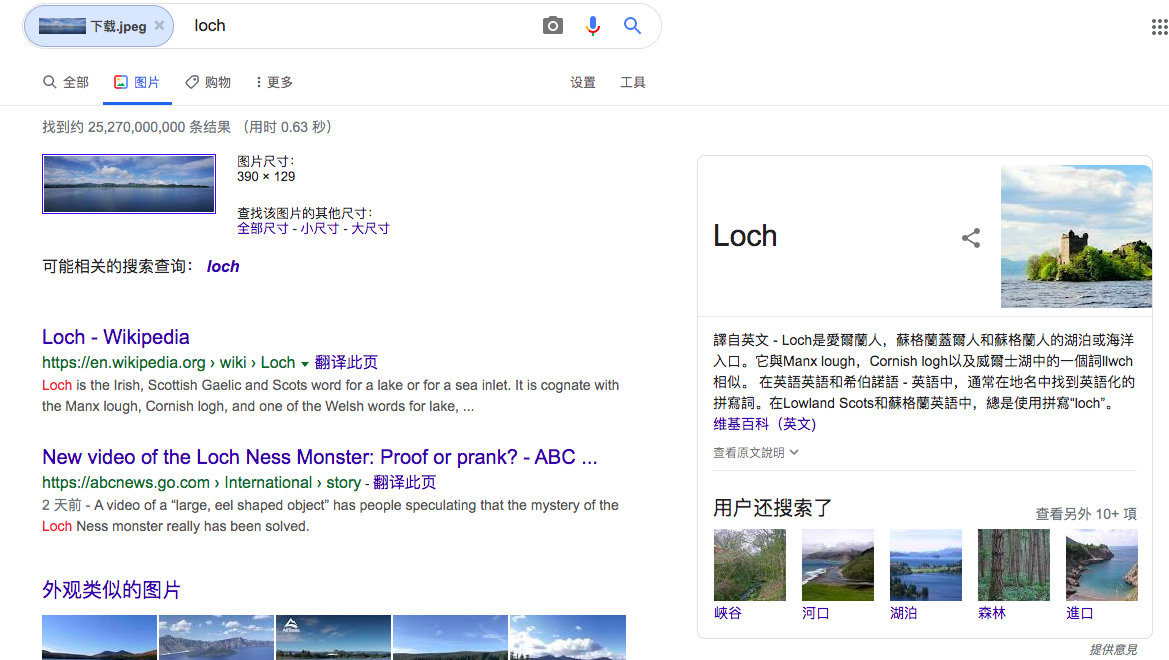 下载.jpeg ✕ loch
全部 图片 购物 更多 设置 工具
找到约 25,270,000,000 条结果 （用时 0.63 秒）
图片尺寸：
390 × 129
查找该图片的其他尺寸：
全部尺寸 - 小尺寸 - 大尺寸
可能相关的搜索查询： loch
Loch - Wikipedia
https://en.wikipedia.org › wiki › Loch ▾ 翻译此页
Loch is the Irish, Scottish Gaelic and Scots word for a lake or for a sea inlet. It is cognate with
the Manx lough, Cornish logh, and one of the Welsh words for lake, ...
New video of the Loch Ness Monster: Proof or prank? - ABC ...
https://abcnews.go.com › International › story - 翻译此页
2 天前 - A video of a “large, eel shaped object” has people speculating that the mystery of the
Loch Ness monster really has been solved.
外观类似的图片
AllTrails
Loch
譯自英文 - Loch是愛爾蘭人，蘇格蘭蓋爾人和蘇格蘭人的湖泊或海洋
入口。它與Manx lough，Cornish logh以及威爾士湖中的一個詞llwch
相似。 在英語英語和希伯諾語 - 英語中，通常在地名中找到英語化的
拼寫詞。在Lowland Scots和蘇格蘭英語中，總是使用拼寫“loch”。
维基百科（英文)
查看原文說明
用户还搜索了
查看另外 10+ 項
峽谷 河口 湖泊 森林 進口
提供意見